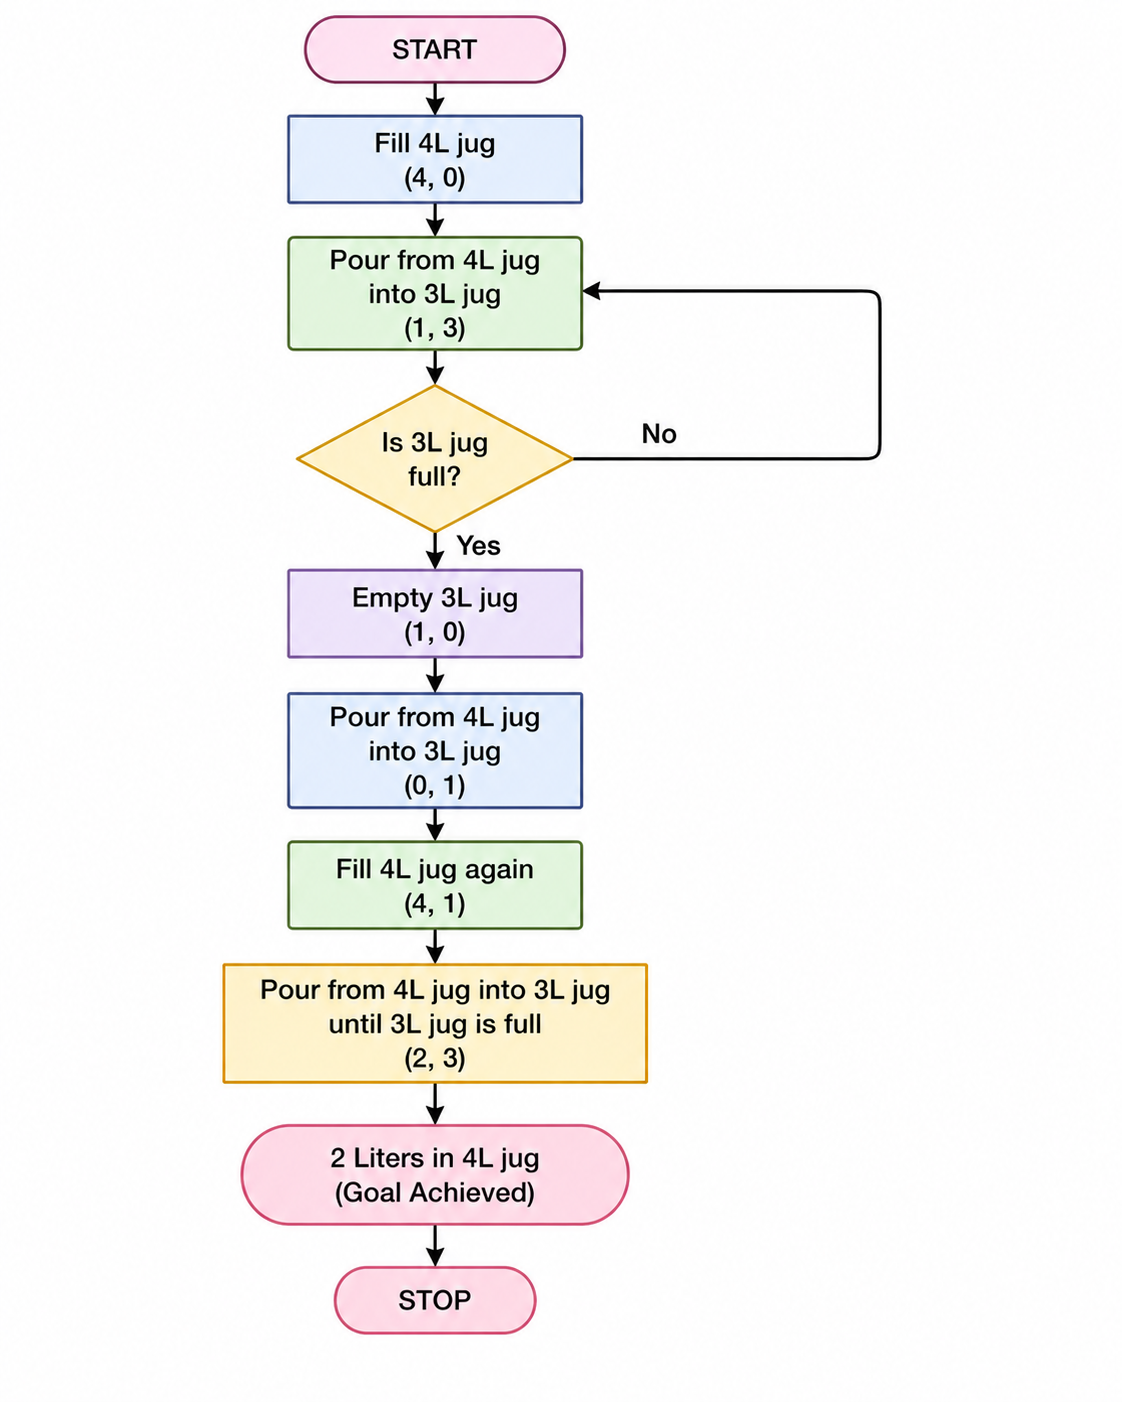 START
Fill 4L jug
(4, 0)
Pour from 4L jug
into 3L jug
(1, 3)
Is 3L jug
full?
No
Yes
Empty 3L jug
(1, 0)
Pour from 4L jug
into 3L jug
(0, 1)
Fill 4L jug again
(4, 1)
Pour from 4L jug into 3L jug
until 3L jug is full
(2, 3)
2 Liters in 4L jug
(Goal Achieved)
STOP